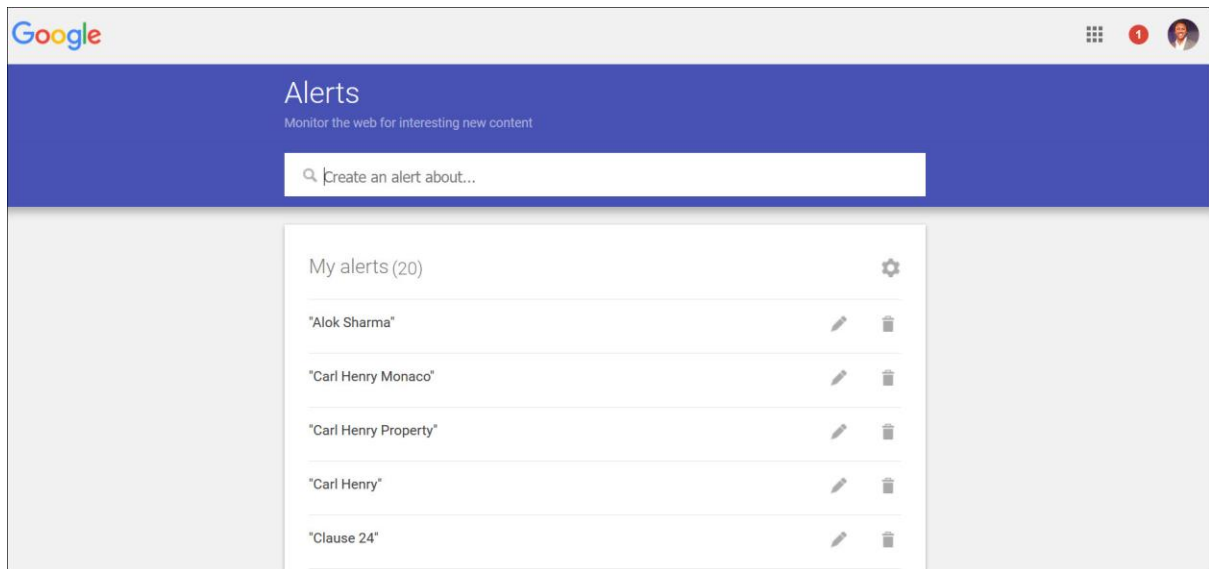 Google
1
Alerts
Monitor the web for interesting new content
Create an alert about...
My alerts (20)
"Alok Sharma"
"Carl Henry Monaco"
"Carl Henry Property"
"Carl Henry"
"Clause 24"